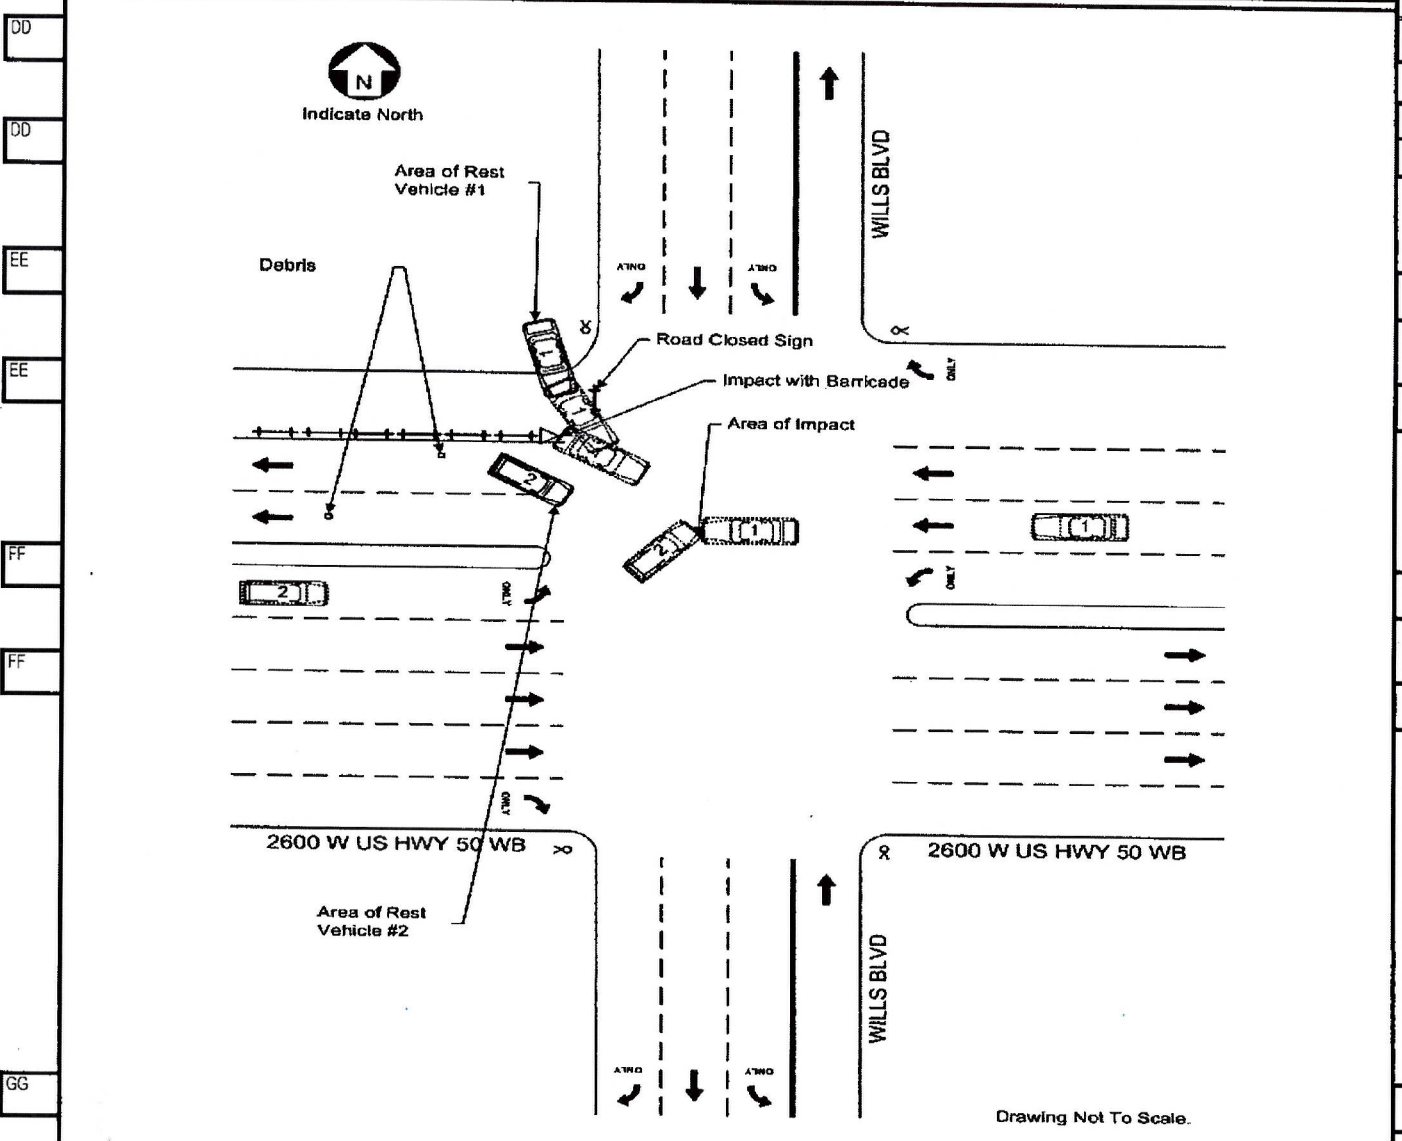 DD
DD
EE
EE
FF
FF
GG
N
Indicate North
Area of Rest
Vehicle #1
WILLS BLVD
Debris
ONLY
ONLY
Road Closed Sign
ONLY
Impact with Barricade
Area of Impact
1
1
1
2
2
1
1
ONLY
2
ONLY
ONLY
2600 W US HWY 50 WB
2600 W US HWY 50 WB
Area of Rest
Vehicle #2
WILLS BLVD
ONLY
ONLY
Drawing Not To Scale.